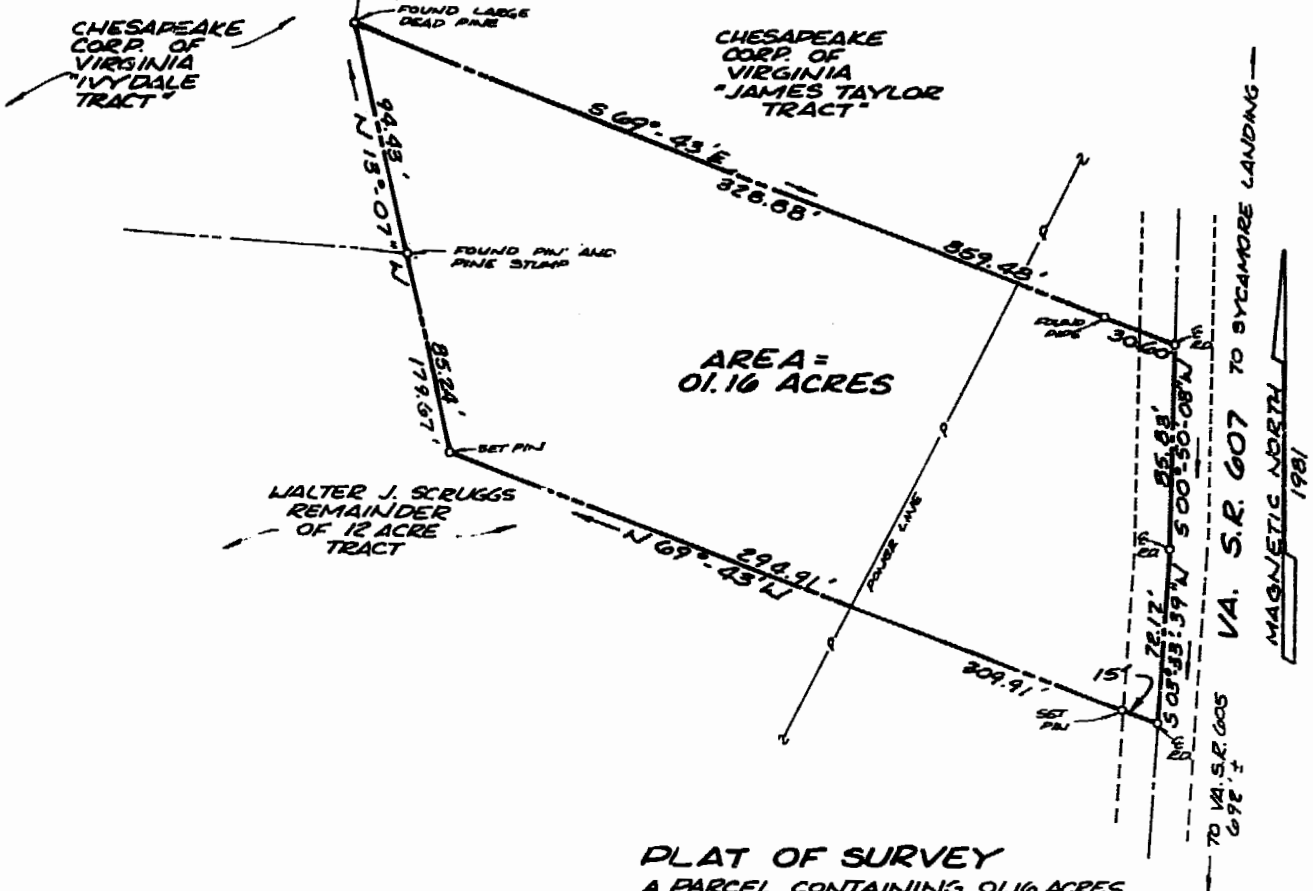 FOUND LARGE
DEAD PINE
CHESAPEAKE
CORP. OF
VIRGINIA
"IVYDALE
TRACT"
CHESAPEAKE
CORP. OF
VIRGINIA
"JAMES TAYLOR
TRACT"
94.43'
N 13°-07' W
S 69°-43' E
328.88'
359.48'
FOUND PIN AND
PINE STUMP
FOUND
PIPE
30.60'
AREA =
01.16 ACRES
85.24'
179.67'
SET PIN
85.83'
S 00°-50'-08" W
WALTER J. SCRUGGS
REMAINDER
OF 12 ACRE
TRACT
294.91'
N 69°-43' W
POWER LINE
309.91'
15'
SET
PIN
72.12'
S 03°-33'-39" W
VA. S.R. 607 TO SYCAMORE LANDING
MAGNETIC NORTH
1981
TO VA. S.R. 605
692' ±
PLAT OF SURVEY
A PARCEL CONTAINING 01.16 ACRES